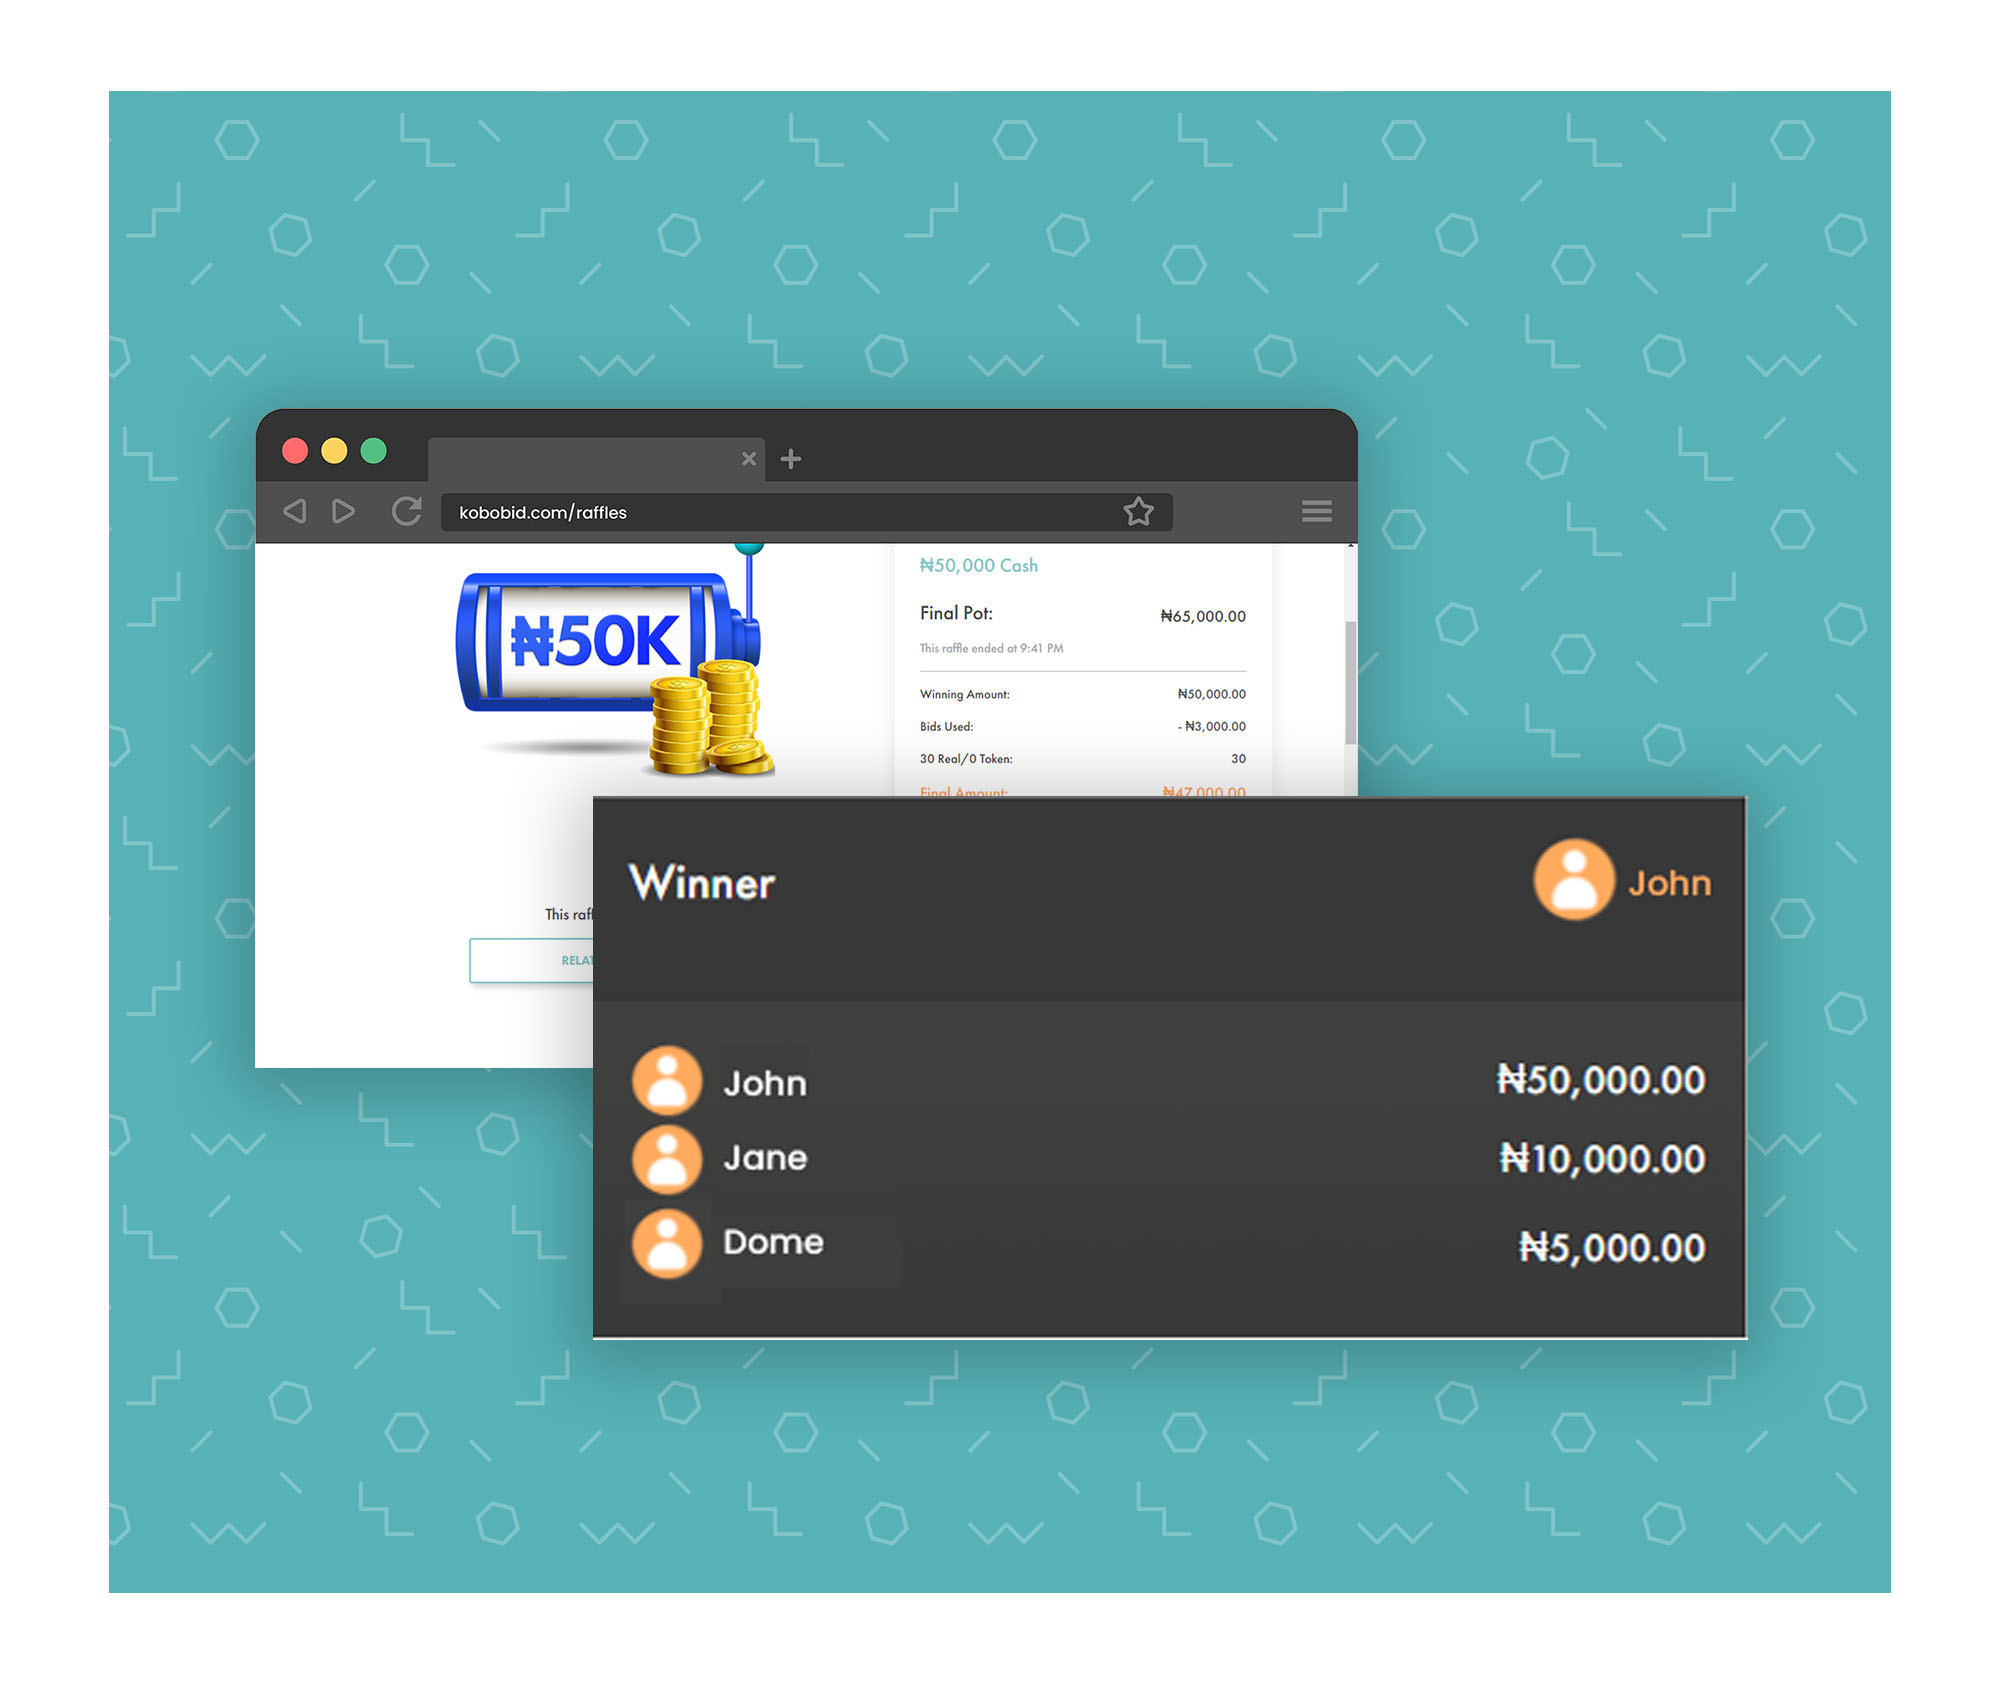 kobobid.com/raffles
₦50K
₦50,000 Cash
Final Pot: ₦65,000.00
This raffle ended at 9:41 PM
Winning Amount: ₦50,000.00
Bids Used: - ₦3,000.00
30 Real/0 Token: 30
Final Amount: ₦47,000.00
This raf
RELA
Winner John
John ₦50,000.00
Jane ₦10,000.00
Dome ₦5,000.00